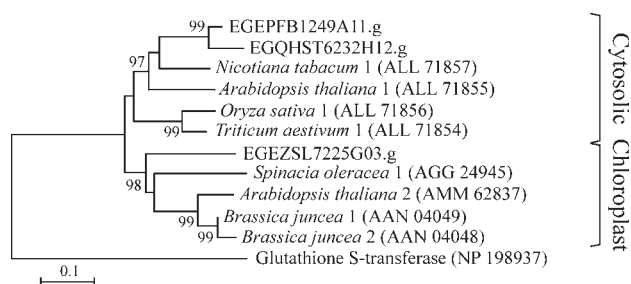 99
EGEPFB1249A11.g
EGQHST6232H12.g
97
Nicotiana tabacum 1 (ALL 71857)
Arabidopsis thaliana 1 (ALL 71855)
Oryza sativa 1 (ALL 71856)
99
Triticum aestivum 1 (ALL 71854)
Cytosolic
EGEZSL7225G03.g
98
Spinacia oleracea 1 (AGG 24945)
Arabidopsis thaliana 2 (AMM 62837)
99
Brassica juncea 1 (AAN 04049)
99
Brassica juncea 2 (AAN 04048)
Chloroplast
Glutathione S-transferase (NP 198937)
0.1